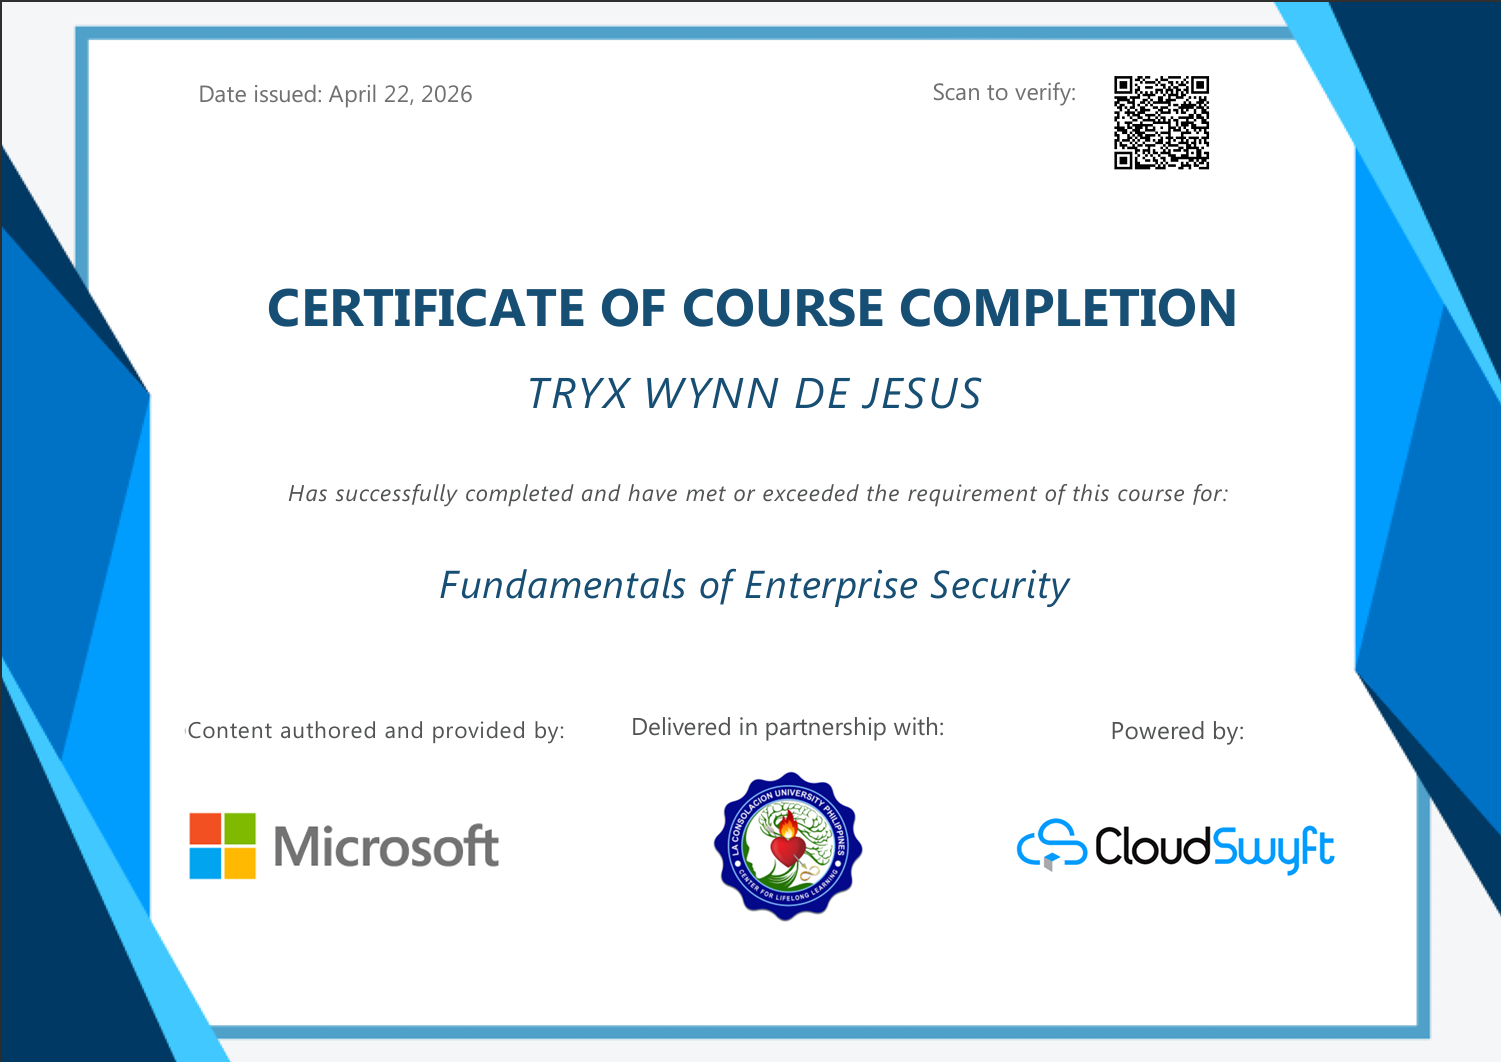 Date issued: April 22, 2026
Scan to verify:
CERTIFICATE OF COURSE COMPLETION
TRYX WYNN DE JESUS
Has successfully completed and have met or exceeded the requirement of this course for:
Fundamentals of Enterprise Security
Content authored and provided by:
Delivered in partnership with:
Powered by:
Microsoft
LA CONSOLACION UNIVERSITY PHILIPPINES
CENTER FOR LIFELONG LEARNING
CloudSwyft